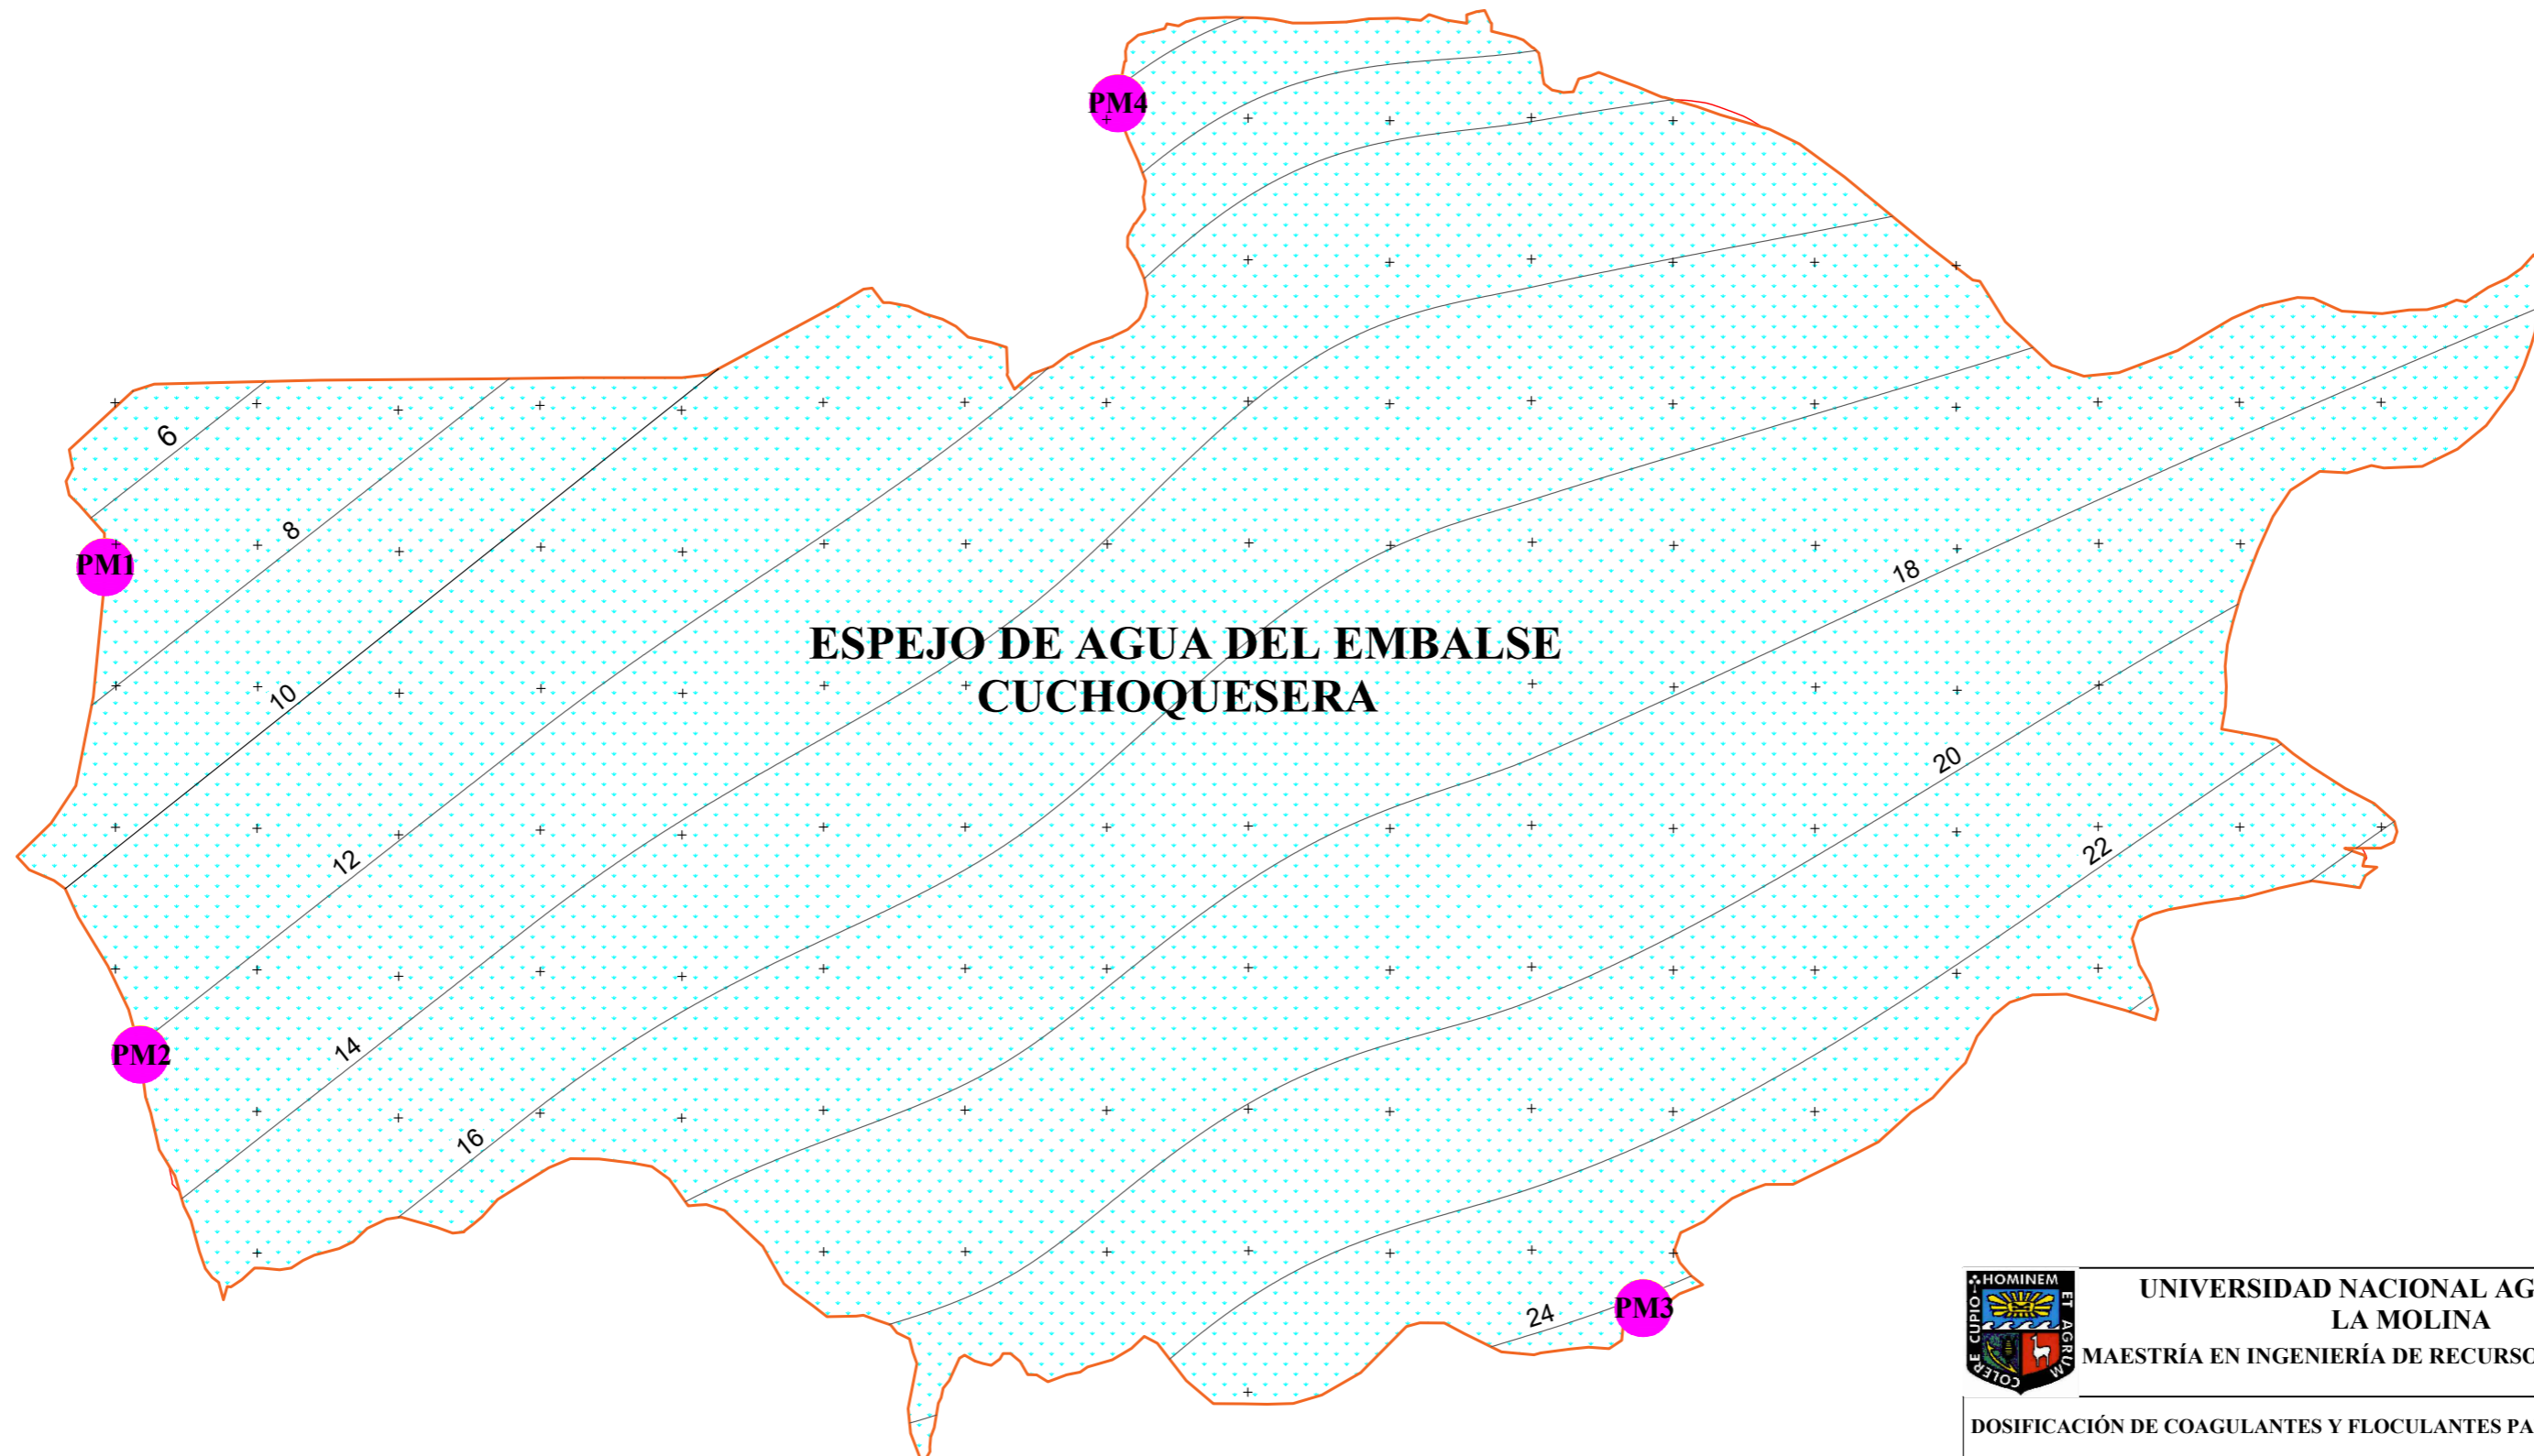 PM4
6
8
PM1
18
ESPEJO DE AGUA DEL EMBALSE
CUCHOQUESERA
10
20
12
22
14
PM2
16
HOMINEM
ET AGRUM
COLERE CUPIO
UNIVERSIDAD NACIONAL AG
LA MOLINA
24
PM3
MAESTRÍA EN INGENIERÍA DE RECURSO
DOSIFICACIÓN DE COAGULANTES Y FLOCULANTES PA